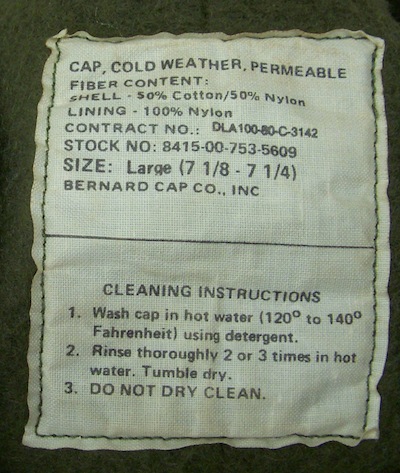 CAP, COLD WEATHER, PERMEABLE
FIBER CONTENT:
SHELL - 50% Cotton/50% Nylon
LINING - 100% Nylon
CONTRACT NO.: DLA100-80-C-3142
STOCK NO: 8415-00-753-5609
SIZE: Large (7 1/8 - 7 1/4)
BERNARD CAP CO., INC
CLEANING INSTRUCTIONS
1. Wash cap in hot water (120° to 140°
Fahrenheit) using detergent.
2. Rinse thoroughly 2 or 3 times in hot
water. Tumble dry.
3. DO NOT DRY CLEAN.